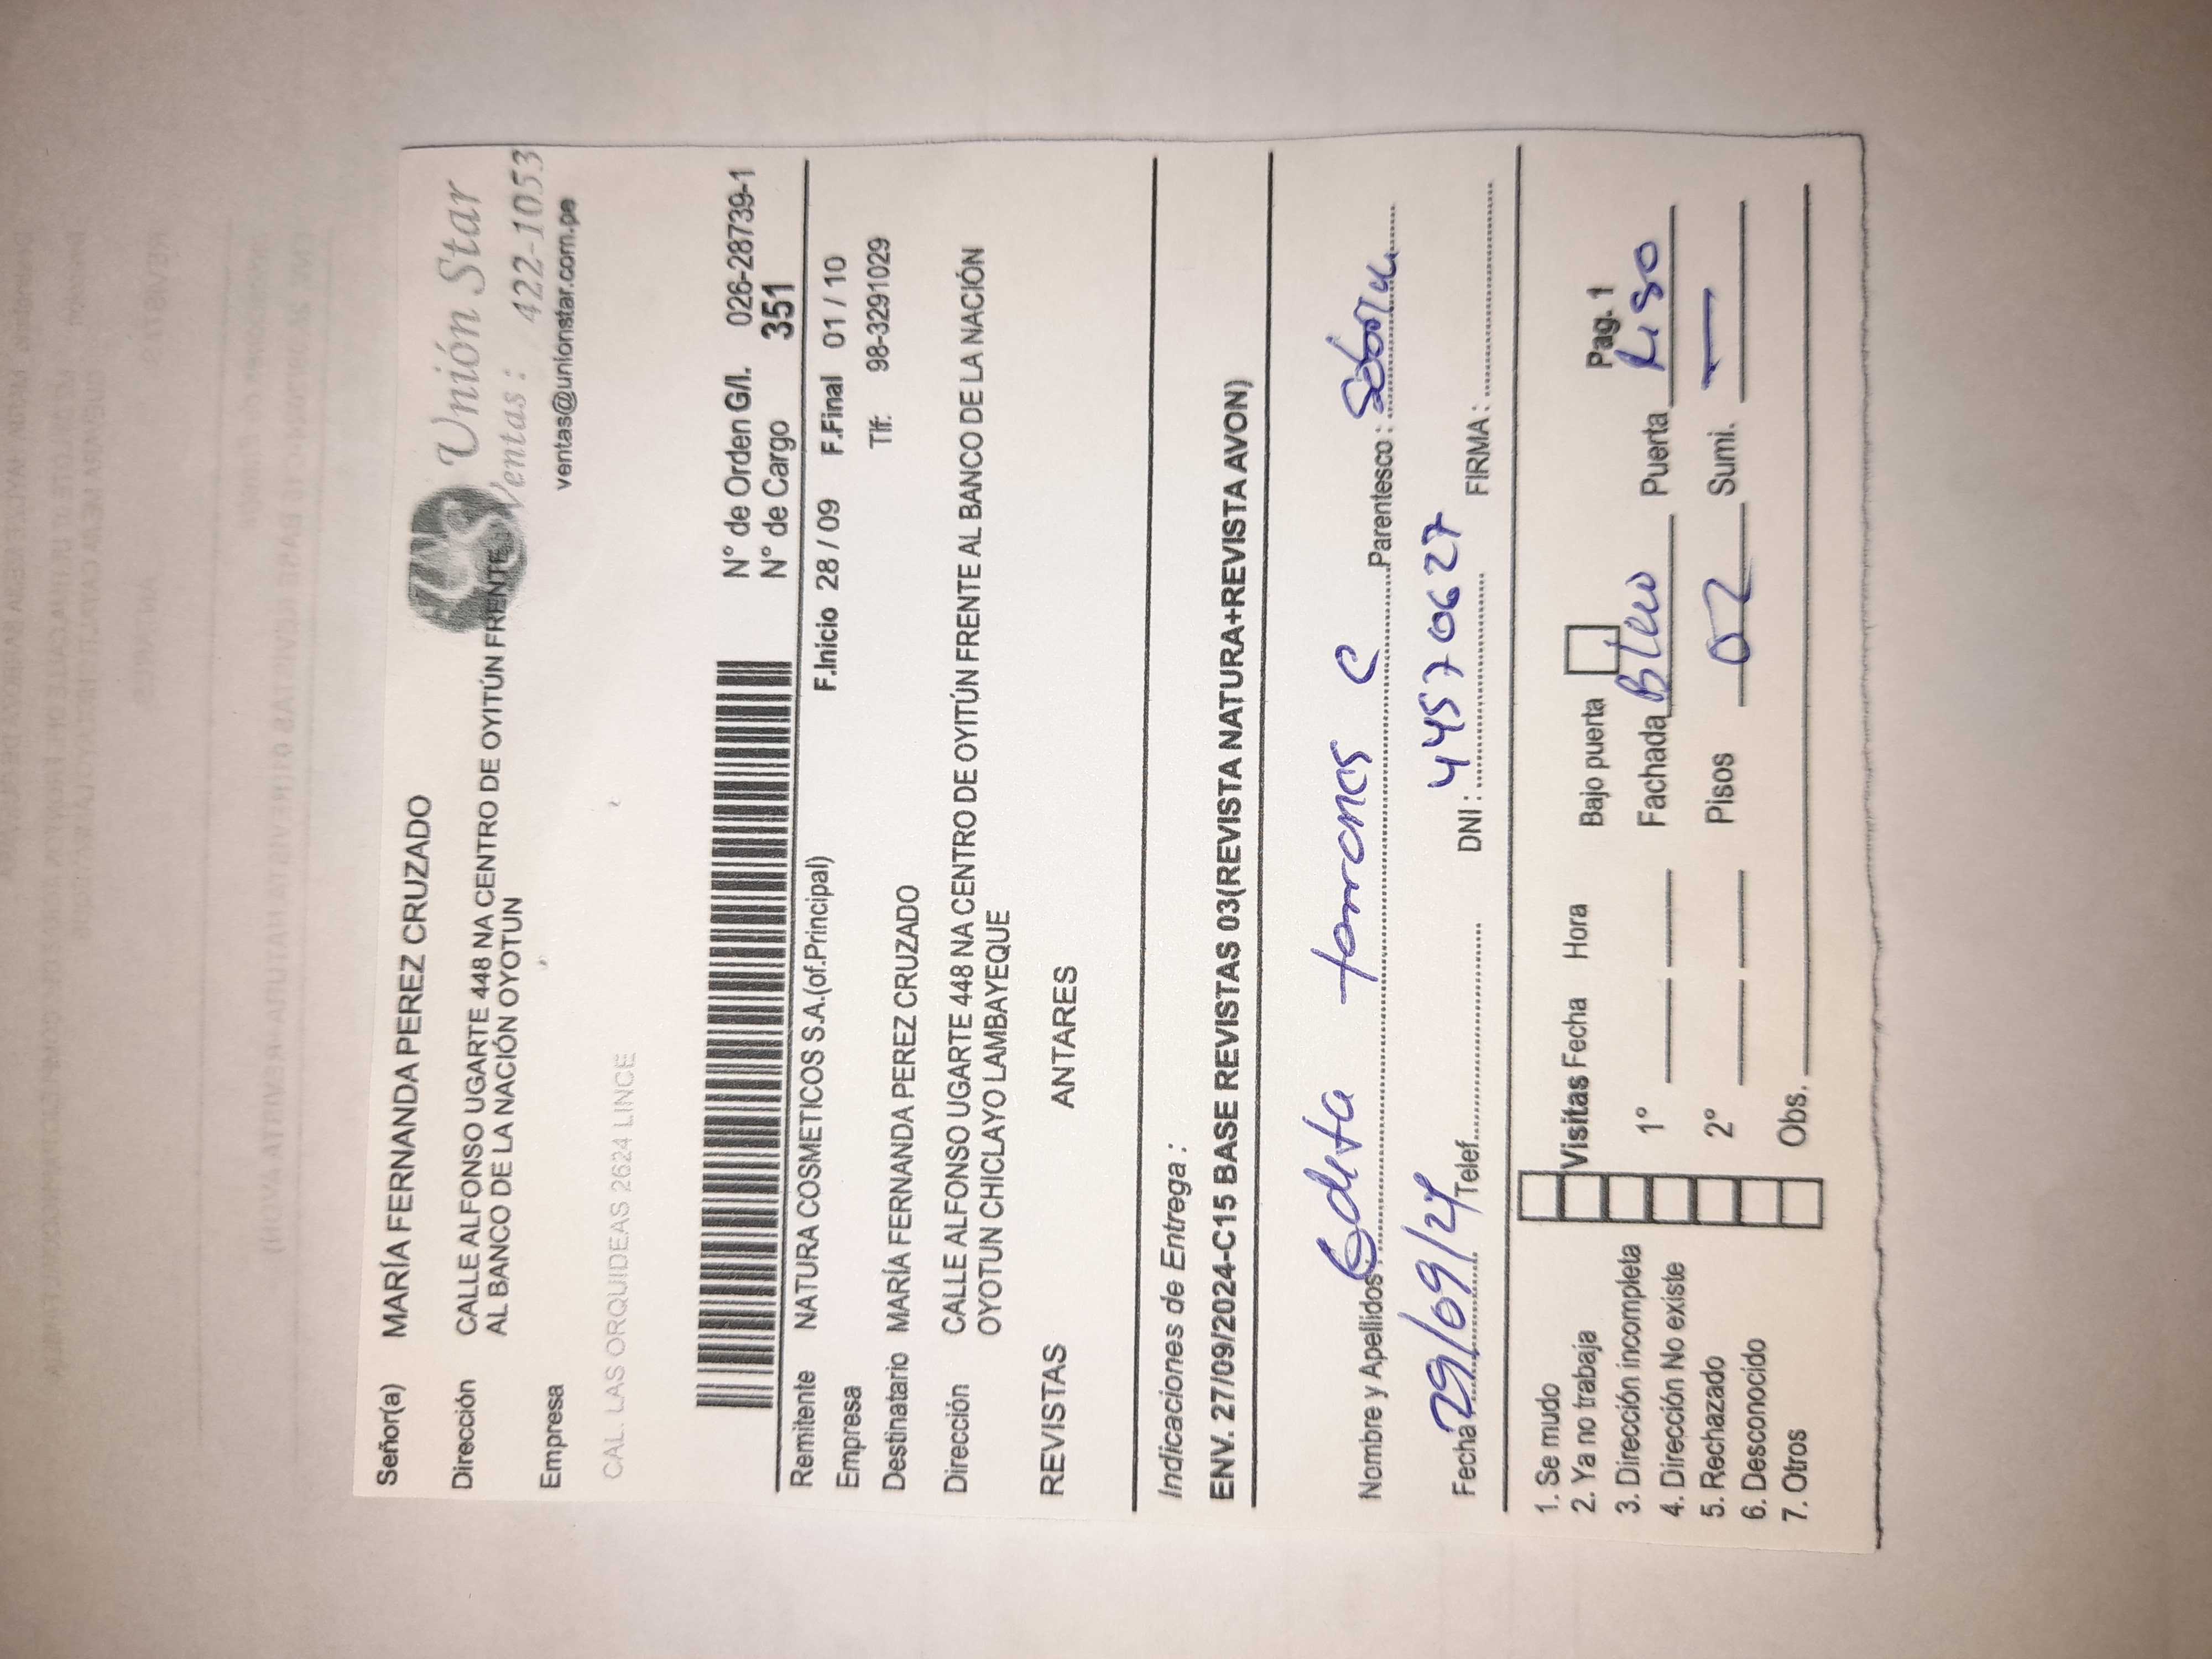 Señor(a) MARÍA FERNANDA PEREZ CRUZADO
Unión Star
Dirección CALLE ALFONSO UGARTE 448 NA CENTRO DE OYITÚN FRENTE
AL BANCO DE LA NACIÓN OYOTUN
Ventas : 422-1053
Empresa
ventas@unionstar.com.pe
CAL. LAS ORQUIDEAS 2624 LINCE
N° de Orden G/I. 026-28739-1
N° de Cargo 351
Remitente NATURA COSMETICOS S.A.(of.Principal) F.Inicio 28 / 09 F.Final 01 / 10
Empresa Tlf: 98-3291029
Destinatario MARÍA FERNANDA PEREZ CRUZADO
Dirección CALLE ALFONSO UGARTE 448 NA CENTRO DE OYITÚN FRENTE AL BANCO DE LA NACIÓN
OYOTUN CHICLAYO LAMBAYEQUE
REVISTAS ANTARES
Indicaciones de Entrega :
ENV. 27/09/2024-C15 BASE REVISTAS 03(REVISTA NATURA+REVISTA AVON)
Nombre y Apellidos: Edita C Parentesco :
Fecha 29/09/24 Telef. DNI : 44570627 FIRMA :
1. Se mudo
2. Ya no trabaja Visitas Fecha Hora Bajo puerta Pag. 1
3. Dirección incompleta
4. Dirección No existe 1° Fachada Puerta
5. Rechazado
6. Desconocido 2° Pisos 02 Sumi. —
7. Otros Obs.